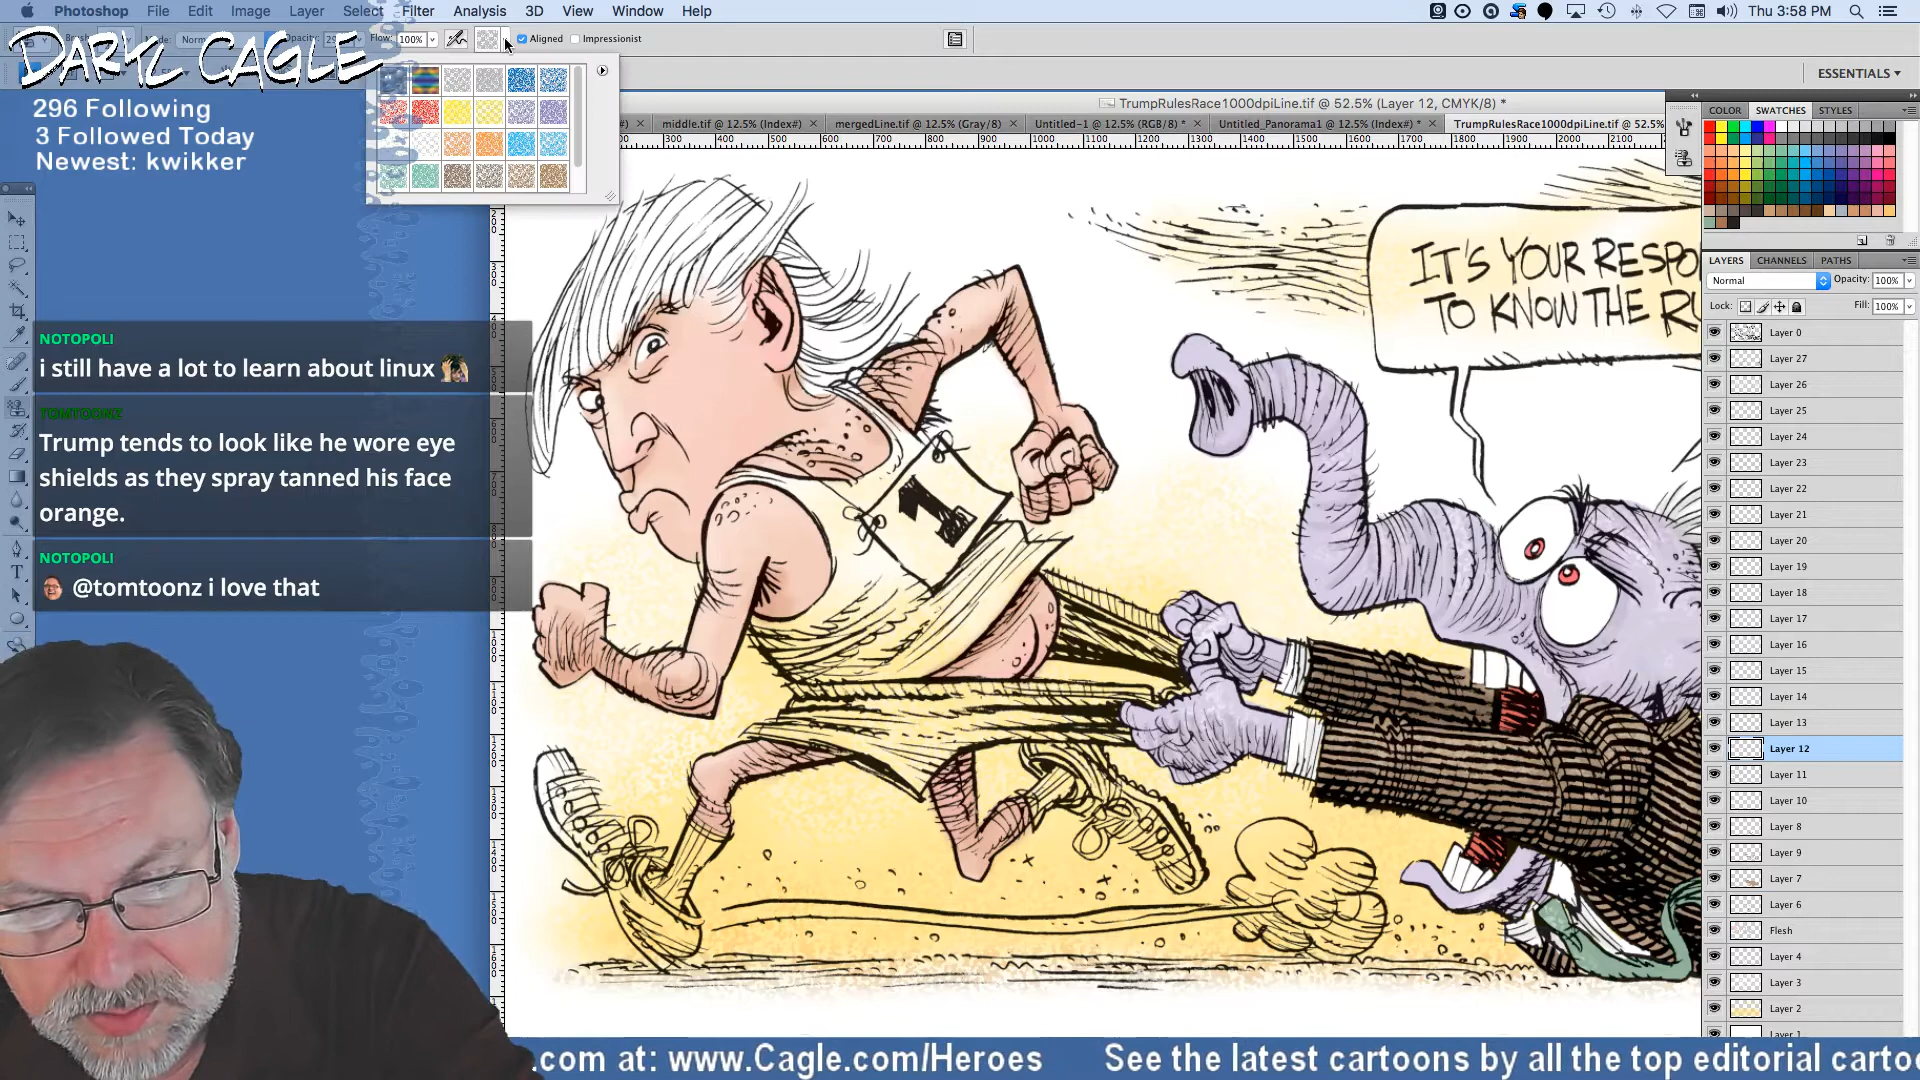 Photoshop File Edit Image Layer Select Filter Analysis 3D View Window Help
Thu 3:58 PM
Flow: 100% Aligned Impressionist
DARYL CAGLE
296 Following
3 Followed Today
Newest: kwikker
ESSENTIALS
TrumpRulesRace1000dpiLine.tif @ 52.5% (Layer 12, CMYK/8) *
middle.tif @ 12.5% (Index#)
mergedLine.tif @ 12.5% (Gray/8)
Untitled-1 @ 12.5% (RGB/8) *
Untitled_Panorama1 @ 12.5% (Index#) *
TrumpRulesRace1000dpiLine.tif @ 52.5%
COLOR SWATCHES STYLES
LAYERS CHANNELS PATHS
Normal Opacity: 100%
Lock: Fill: 100%
Layer 0
Layer 27
Layer 26
Layer 25
Layer 24
Layer 23
Layer 22
Layer 21
Layer 20
Layer 19
Layer 18
Layer 17
Layer 16
Layer 15
Layer 14
Layer 13
Layer 12
Layer 11
Layer 10
Layer 8
Layer 9
Layer 7
Layer 6
Flesh
Layer 4
Layer 3
Layer 2
Layer 1
IT'S YOUR RESPO
TO KNOW THE RU
1
NOTOPOLI
i still have a lot to learn about linux
TOMTOONZ
Trump tends to look like he wore eye
shields as they spray tanned his face
orange.
NOTOPOLI
@tomtoonz i love that
.com at: www.Cagle.com/Heroes See the latest cartoons by all the top editorial carto